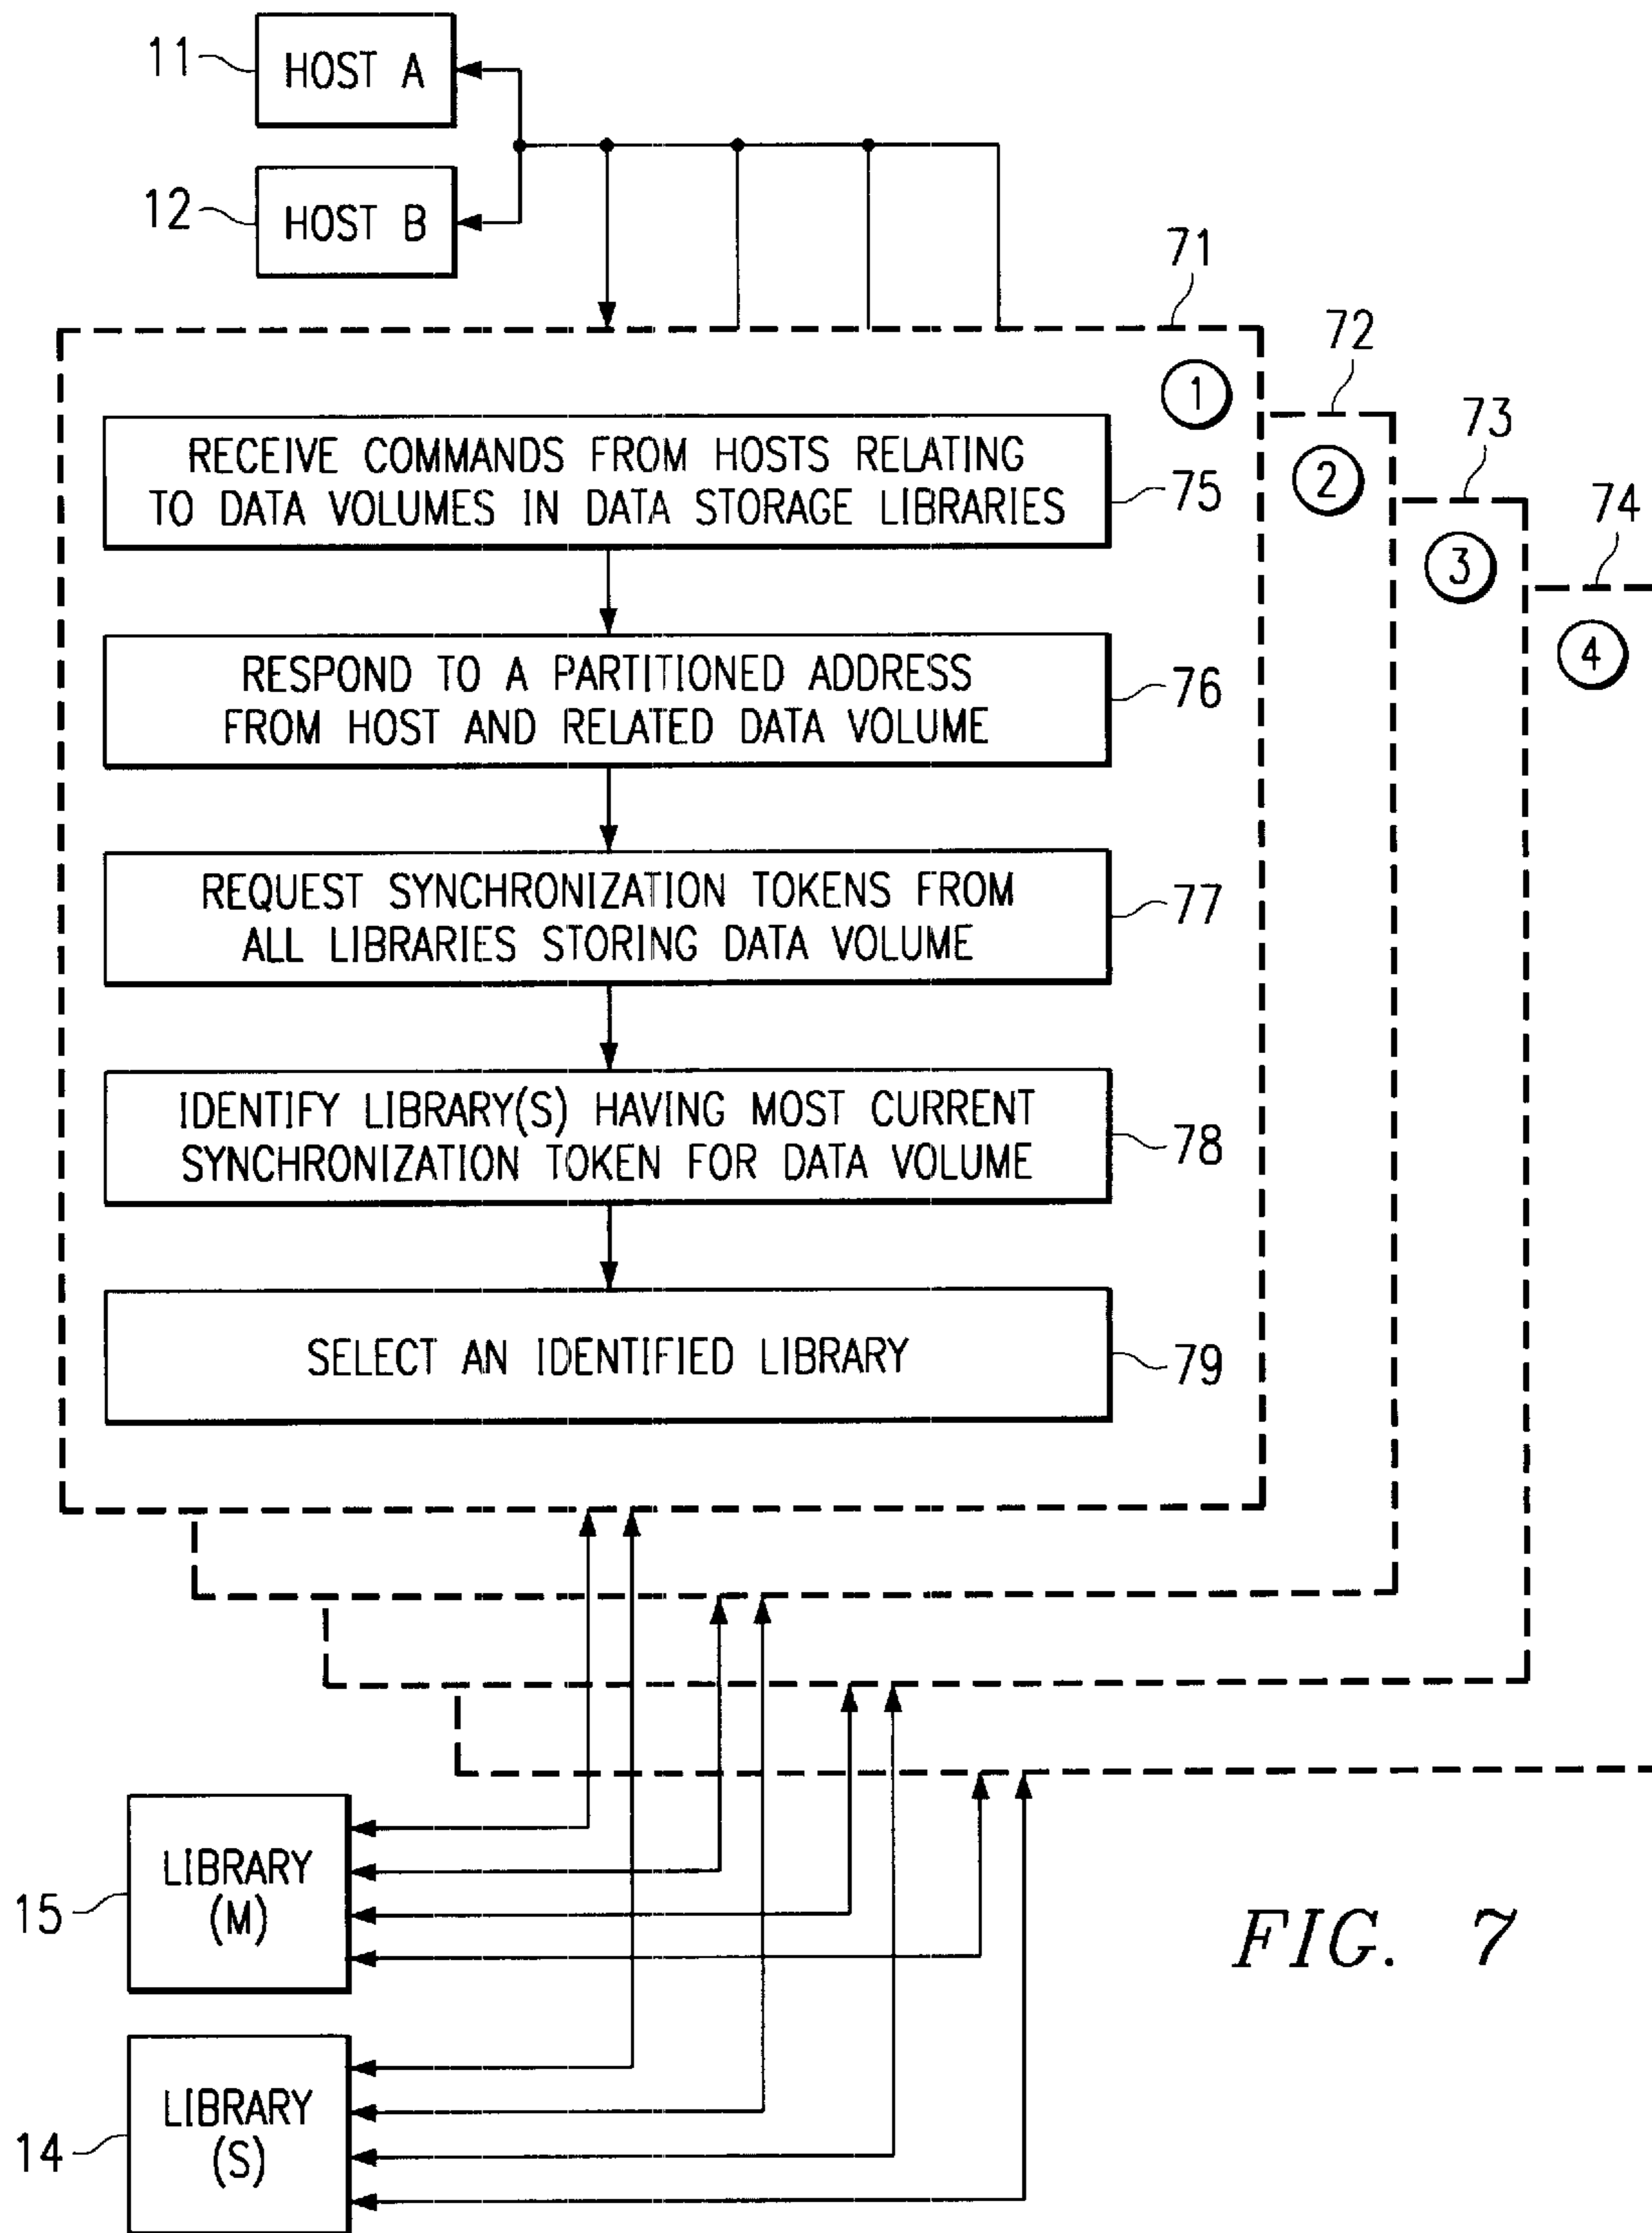 11
HOST A
12
HOST B
71
72
73
74
1
2
3
4
RECEIVE COMMANDS FROM HOSTS RELATING
TO DATA VOLUMES IN DATA STORAGE LIBRARIES
75
RESPOND TO A PARTITIONED ADDRESS
FROM HOST AND RELATED DATA VOLUME
76
REQUEST SYNCHRONIZATION TOKENS FROM
ALL LIBRARIES STORING DATA VOLUME
77
IDENTIFY LIBRARY(S) HAVING MOST CURRENT
SYNCHRONIZATION TOKEN FOR DATA VOLUME
78
SELECT AN IDENTIFIED LIBRARY
79
15
LIBRARY
(M)
14
LIBRARY
(S)
FIG. 7